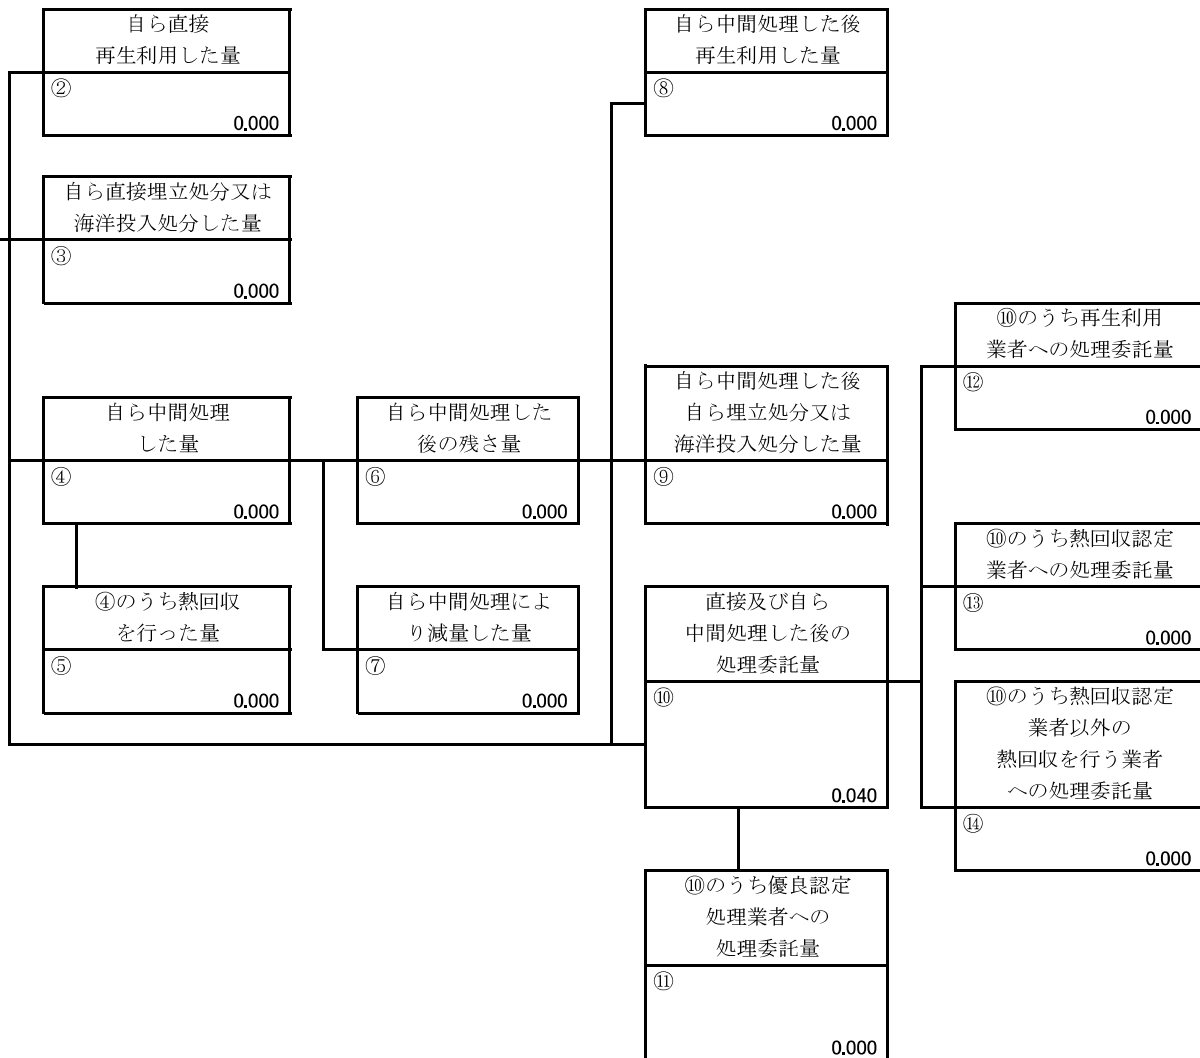 自ら直接
再生利用した量
②
0.000
自ら直接埋立処分又は
海洋投入処分した量
③
0.000
自ら中間処理
した量
④
0.000
④のうち熱回収
を行った量
⑤
0.000
自ら中間処理した
後の残さ量
⑥
0.000
自ら中間処理によ
り減量した量
⑦
0.000
自ら中間処理した後
再生利用した量
⑧
0.000
自ら中間処理した後
自ら埋立処分又は
海洋投入処分した量
⑨
0.000
直接及び自ら
中間処理した後の
処理委託量
⑩
0.040
⑩のうち優良認定
処理業者への
処理委託量
⑪
0.000
⑩のうち再生利用
業者への処理委託量
⑫
0.000
⑩のうち熱回収認定
業者への処理委託量
⑬
0.000
⑩のうち熱回収認定
業者以外の
熱回収を行う業者
への処理委託量
⑭
0.000